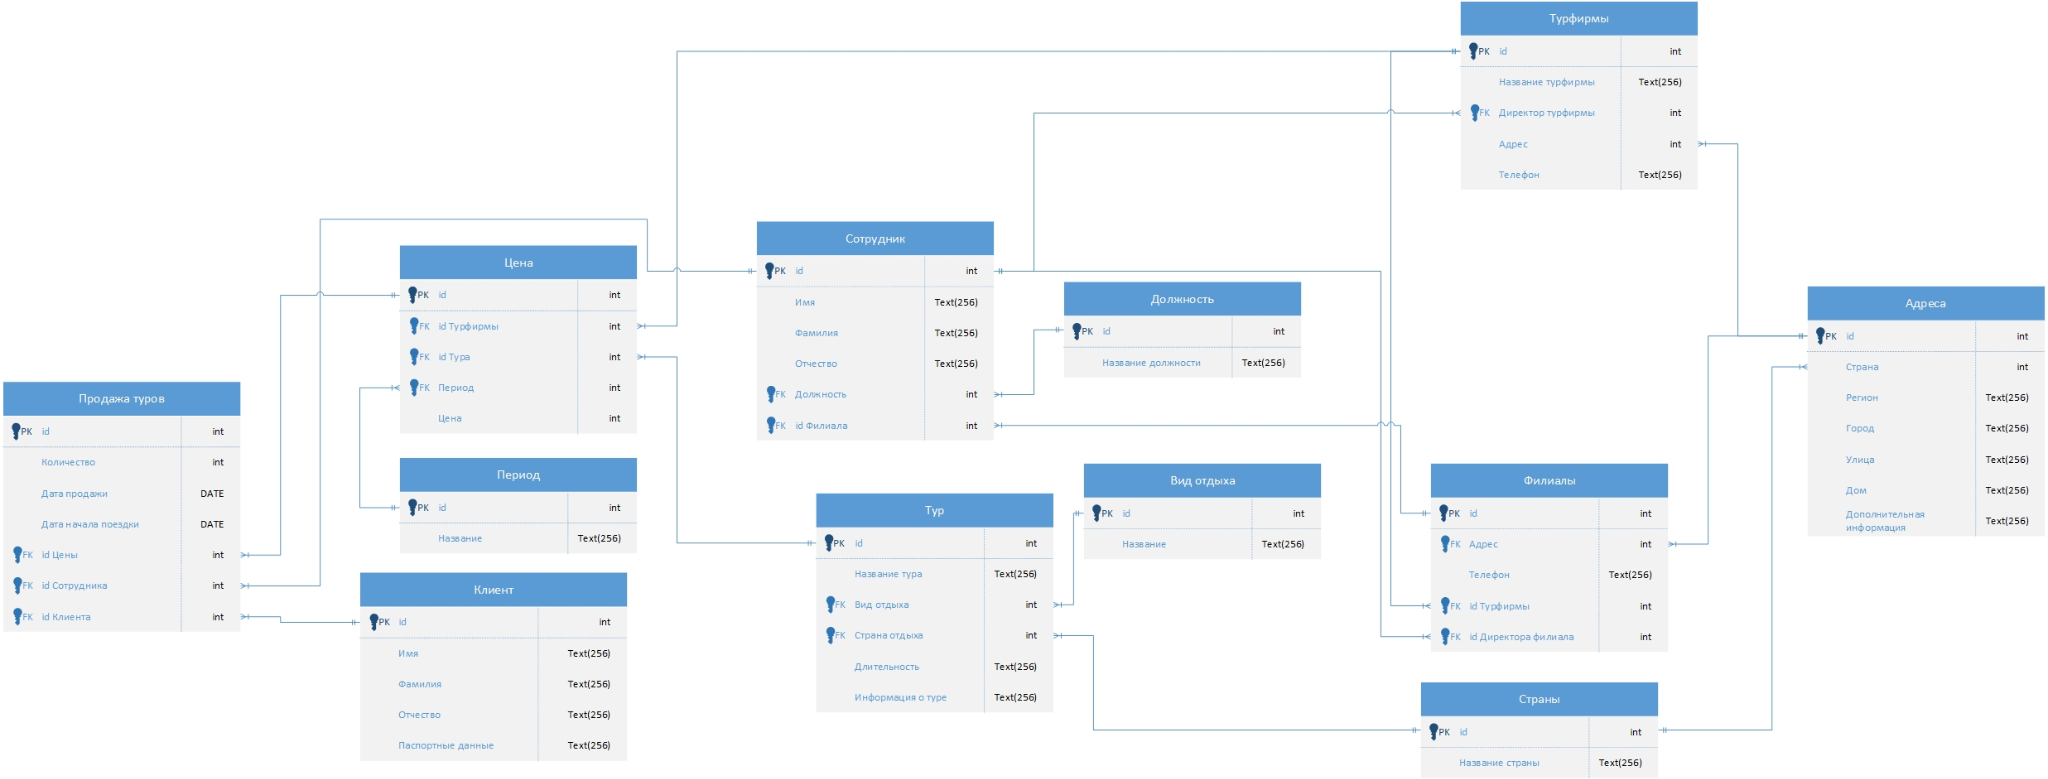 Турфирмы
PK id int
Название турфирмы Text(256)
FK Директор турфирмы int
Адрес int
Телефон Text(256)
Сотрудник
PK id int
Имя Text(256)
Фамилия Text(256)
Отчество Text(256)
FK Должность int
FK id Филиала int
Цена
PK id int
FK id Турфирмы int
FK id Тура int
FK Период int
Цена int
Должность
PK id int
Название должности Text(256)
Адреса
PK id int
Страна int
Регион Text(256)
Город Text(256)
Улица Text(256)
Дом Text(256)
Дополнительная
информация Text(256)
Продажа туров
PK id int
Количество int
Дата продажи DATE
Дата начала поездки DATE
FK id Цены int
FK id Сотрудника int
FK id Клиента int
Период
PK id int
Название Text(256)
Вид отдыха
PK id int
Название Text(256)
Филиалы
PK id int
FK Адрес int
Телефон Text(256)
FK id Турфирмы int
FK id Директора филиала int
Тур
PK id int
Название тура Text(256)
FK Вид отдыха int
FK Страна отдыха int
Длительность Text(256)
Информация о туре Text(256)
Клиент
PK id int
Имя Text(256)
Фамилия Text(256)
Отчество Text(256)
Паспортные данные Text(256)
Страны
PK id int
Название страны Text(256)